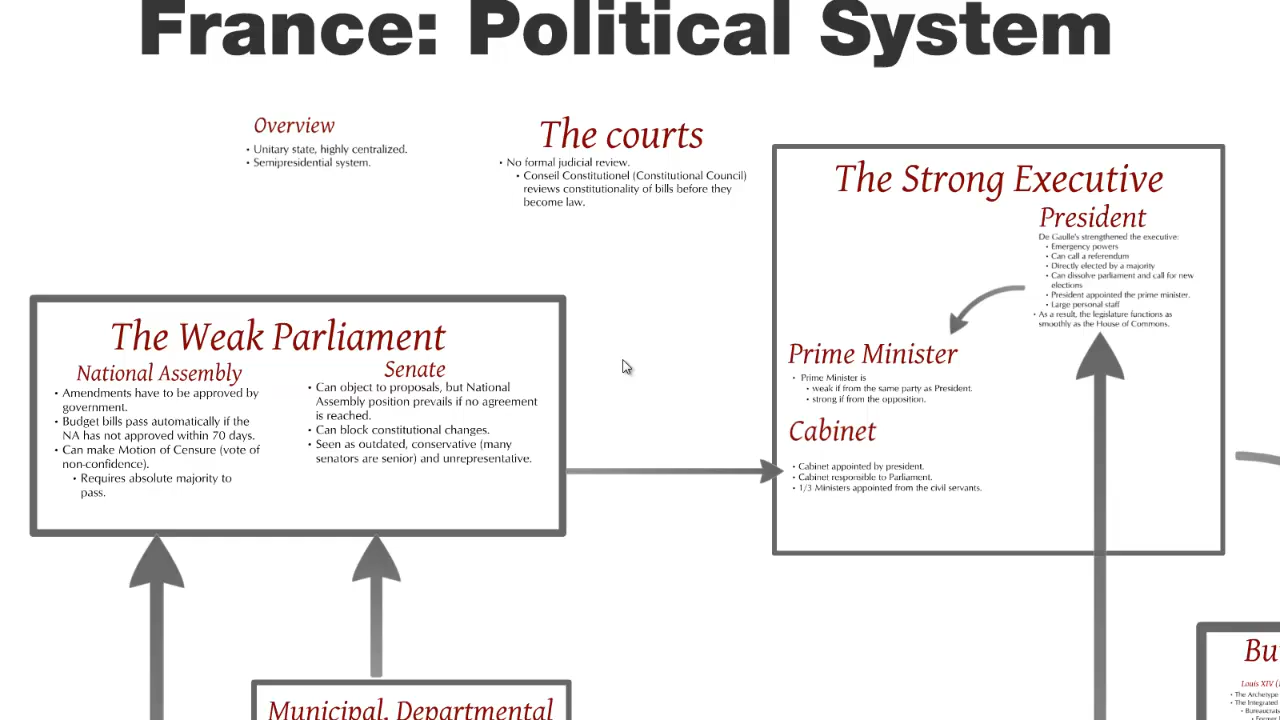 France: Political System
Overview
• Unitary state, highly centralized.
• Semipresidential system.
The courts
• No formal judicial review.
• Conseil Constitutionel (Constitutional Council)
reviews constitutionality of bills before they
become law.
The Strong Executive
President
De Gaulle's strengthened the executive:
• Emergency powers
• Can call a referendum
• Directly elected by a majority
• Can dissolve parliament and call for new
elections
• President appointed the prime minister.
• Large personal staff
• As a result, the legislature functions as
smoothly as the House of Commons.
Prime Minister
• Prime Minister is
• weak if from the same party as President.
• strong if from the opposition.
Cabinet
• Cabinet appointed by president.
• Cabinet responsible to Parliament.
• 1/3 Ministers appointed from the civil servants.
The Weak Parliament
National Assembly
• Amendments have to be approved by
government.
• Budget bills pass automatically if the
NA has not approved within 70 days.
• Can make Motion of Censure (vote of
non-confidence).
• Requires absolute majority to
pass.
Senate
• Can object to proposals, but National
Assembly position prevails if no agreement
is reached.
• Can block constitutional changes.
• Seen as outdated, conservative (many
senators are senior) and unrepresentative.
Municipal, Departmental
Bu
Louis XIV (
• The Archetype
• The Integrated
• Bureaucrati